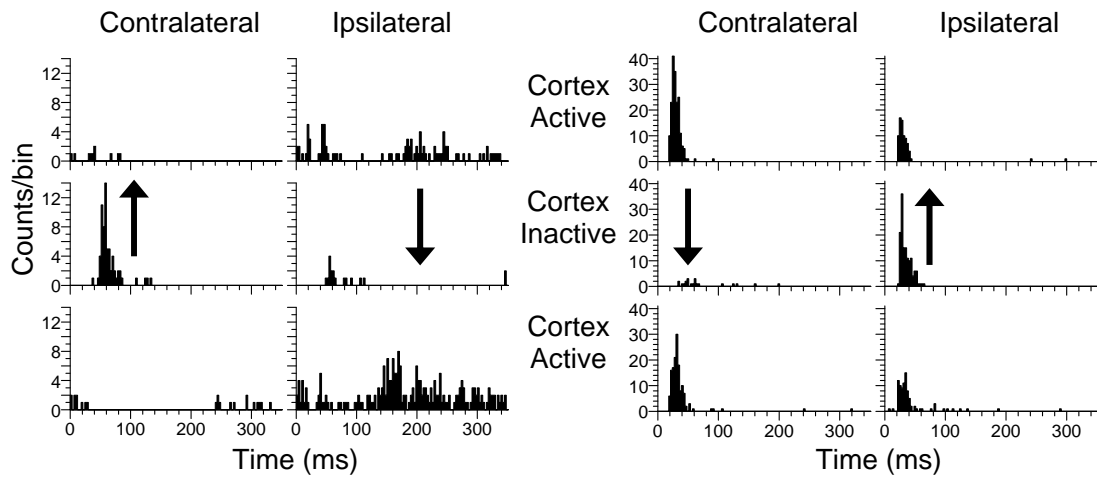 Contralateral Ipsilateral Contralateral Ipsilateral
12 8 4 0 Cortex Active 40 30 20 10 0
Counts/bin 12 8 4 0 Cortex Inactive 40 30 20 10 0
12 8 4 0 Cortex Active 40 30 20 10 0
0 100 200 300 0 100 200 300 0 100 200 300 0 100 200 300
Time (ms) Time (ms)